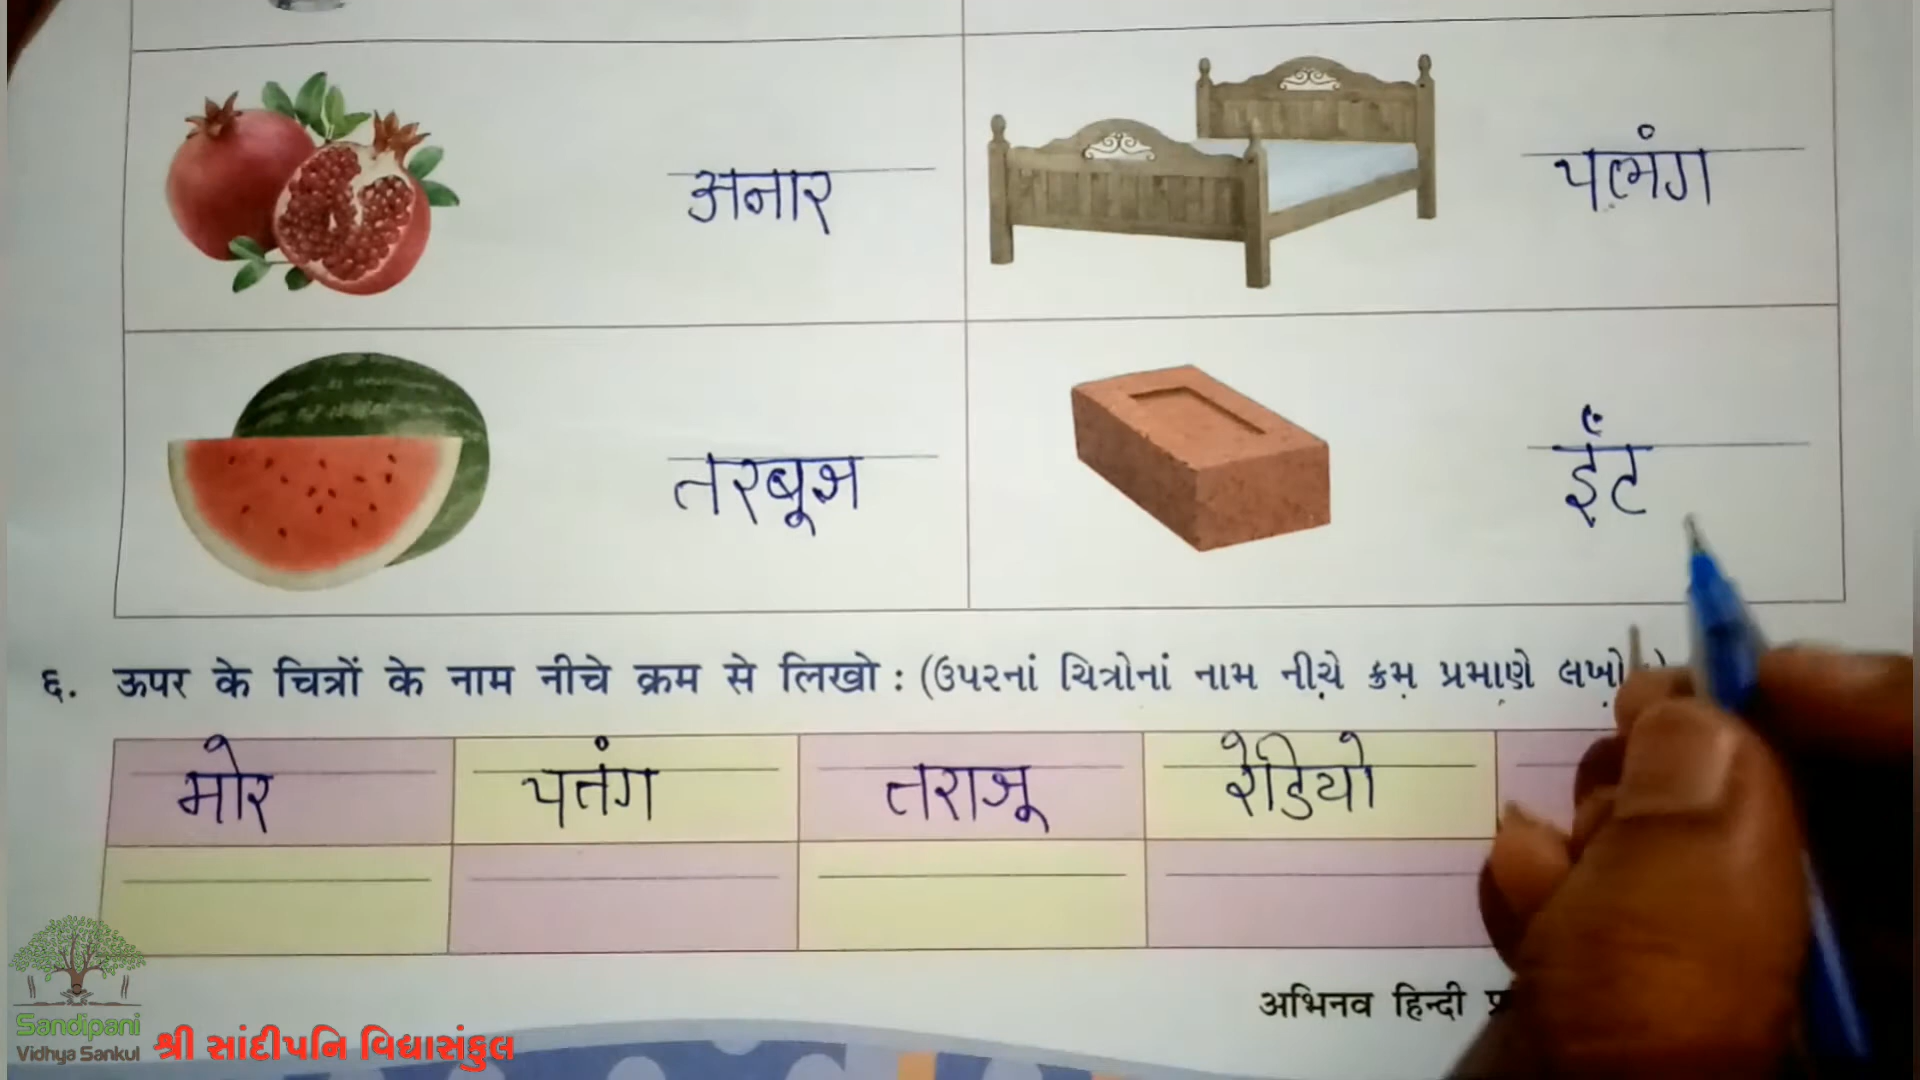 अनार
पलंग
तरबूज
ईंट
६. ऊपर के चित्रों के नाम नीचे क्रम से लिखो : (ઉપરનાં ચિત્રોનાં નામ નીચે ક્રમ પ્રમાણે લખો
मोर पतंग तराजू रेडियो
अभिनव हिन्दी
Sandipani
Vidhya Sankul
શ્રી સાંદીપનિ વિદ્યાસંકુલ